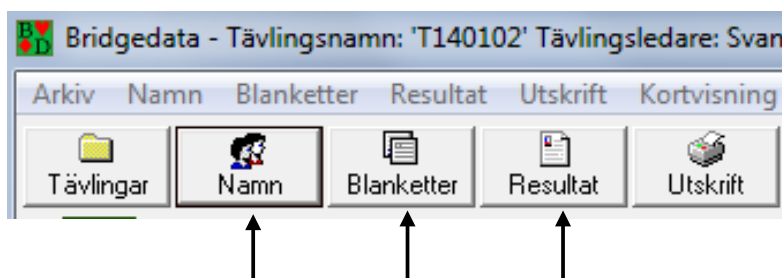 Bridgedata - Tävlingsnamn: 'T140102' Tävlingsledare: Svan
Arkiv Namn Blanketter Resultat Utskrift Kortvisning
Tävlingar Namn Blanketter Resultat Utskrift